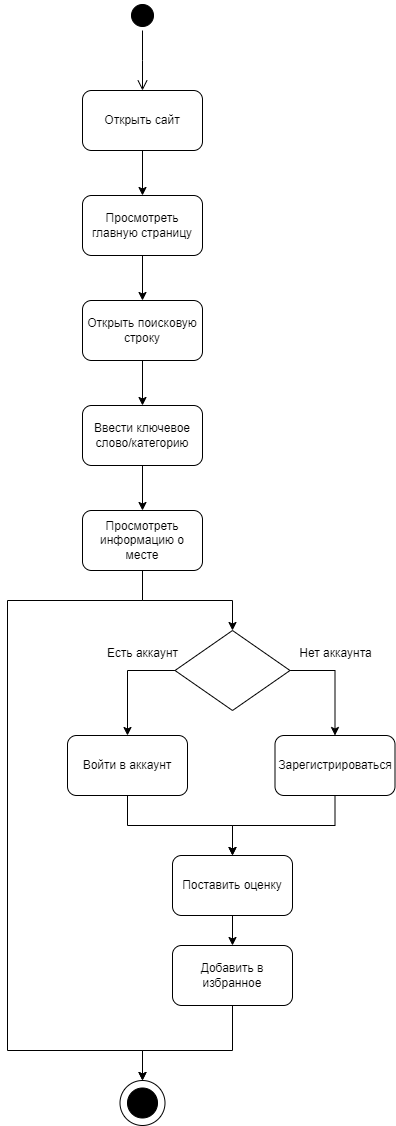 Открыть сайт
Просмотреть
главную страницу
Открыть поисковую
строку
Ввести ключевое
слово/категорию
Просмотреть
информацию о
месте
Есть аккаунт
Нет аккаунта
Войти в аккаунт
Зарегистрироваться
Поставить оценку
Добавить в
избранное